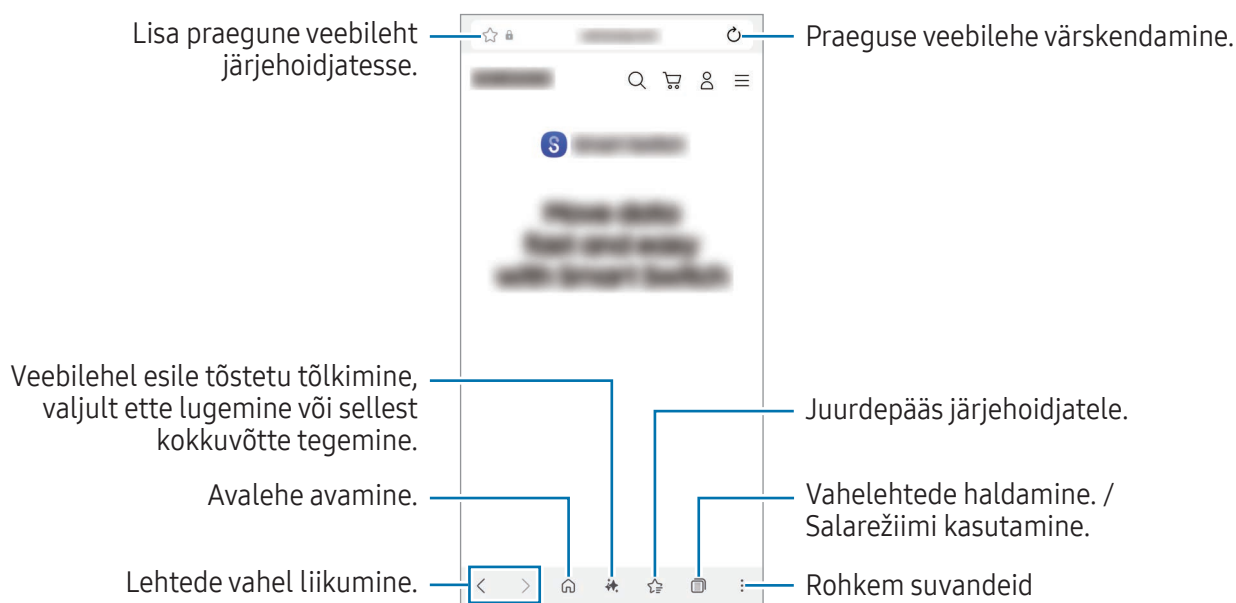 Lisa praegune veebileht
järjehoidjatesse.
Praeguse veebilehe värskendamine.
S
Veebilehel esile tõstetu tõlkimine,
valjult ette lugemine või sellest
kokkuvõtte tegemine.
Juurdepääs järjehoidjatele.
Avalehe avamine.
Vahelehtede haldamine. /
Salarežiimi kasutamine.
Lehtede vahel liikumine.
Rohkem suvandeid